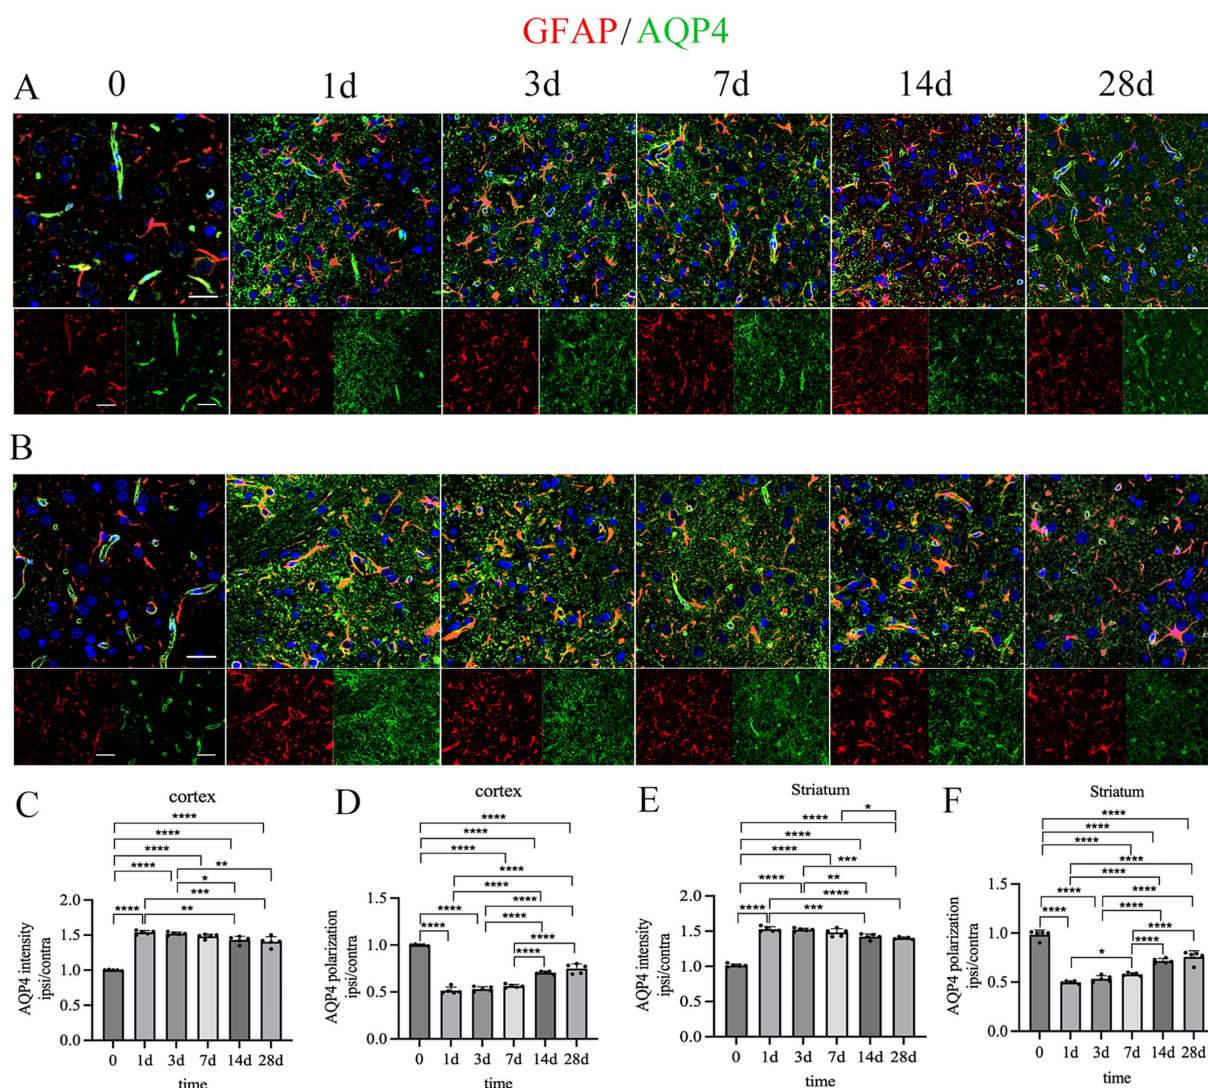 GFAP/AQP4
A 0 1d 3d 7d 14d 28d
B
C cortex
****
****
****
**** **
*
***
**** **
AQP4 intensity
ipsi/contra
2.0
1.5
1.0
0.5
0.0
0 1d 3d 7d 14d 28d
time
D cortex
****
****
****
****
****
**** ****
****
**** ****
****
AQP4 polarization
ipsi/contra
1.5
1.0
0.5
0.0
0 1d 3d 7d 14d 28d
time
E Striatum
*
****
****
****
***
**** **
****
**** ***
AQP4 intensity
ipsi/contra
2.0
1.5
1.0
0.5
0.0
0 1d 3d 7d 14d 28d
time
F Striatum
****
****
****
****
****
**** ****
****
**** ****
****
*
AQP4 polarization
ipsi/contra
1.5
1.0
0.5
0.0
0 1d 3d 7d 14d 28d
time